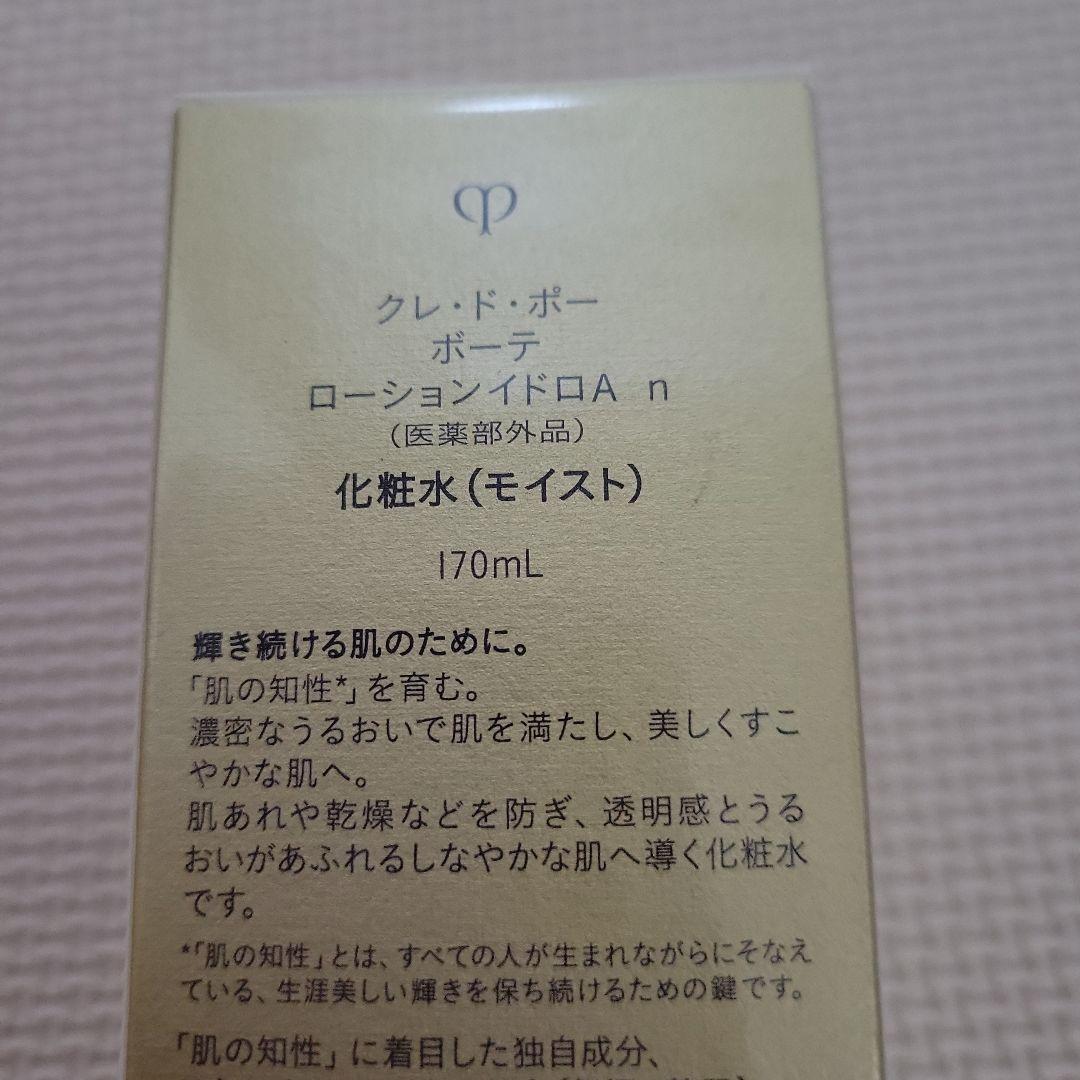 クレ・ド・ポー
ボーテ
ローションイドロA n
(医薬部外品)
化粧水(モイスト)
170mL
輝き続ける肌のために。
「肌の知性*」を育む。
濃密なうるおいで肌を満たし、美しくすこ
やかな肌へ。
肌あれや乾燥などを防ぎ、透明感とうる
おいがあふれるしなやかな肌へ導く化粧水
です。
*「肌の知性」とは、すべての人が生まれながらにそなえ
ている、生涯美しい輝きを保ち続けるための鍵です。
「肌の知性」に着目した独自成分、